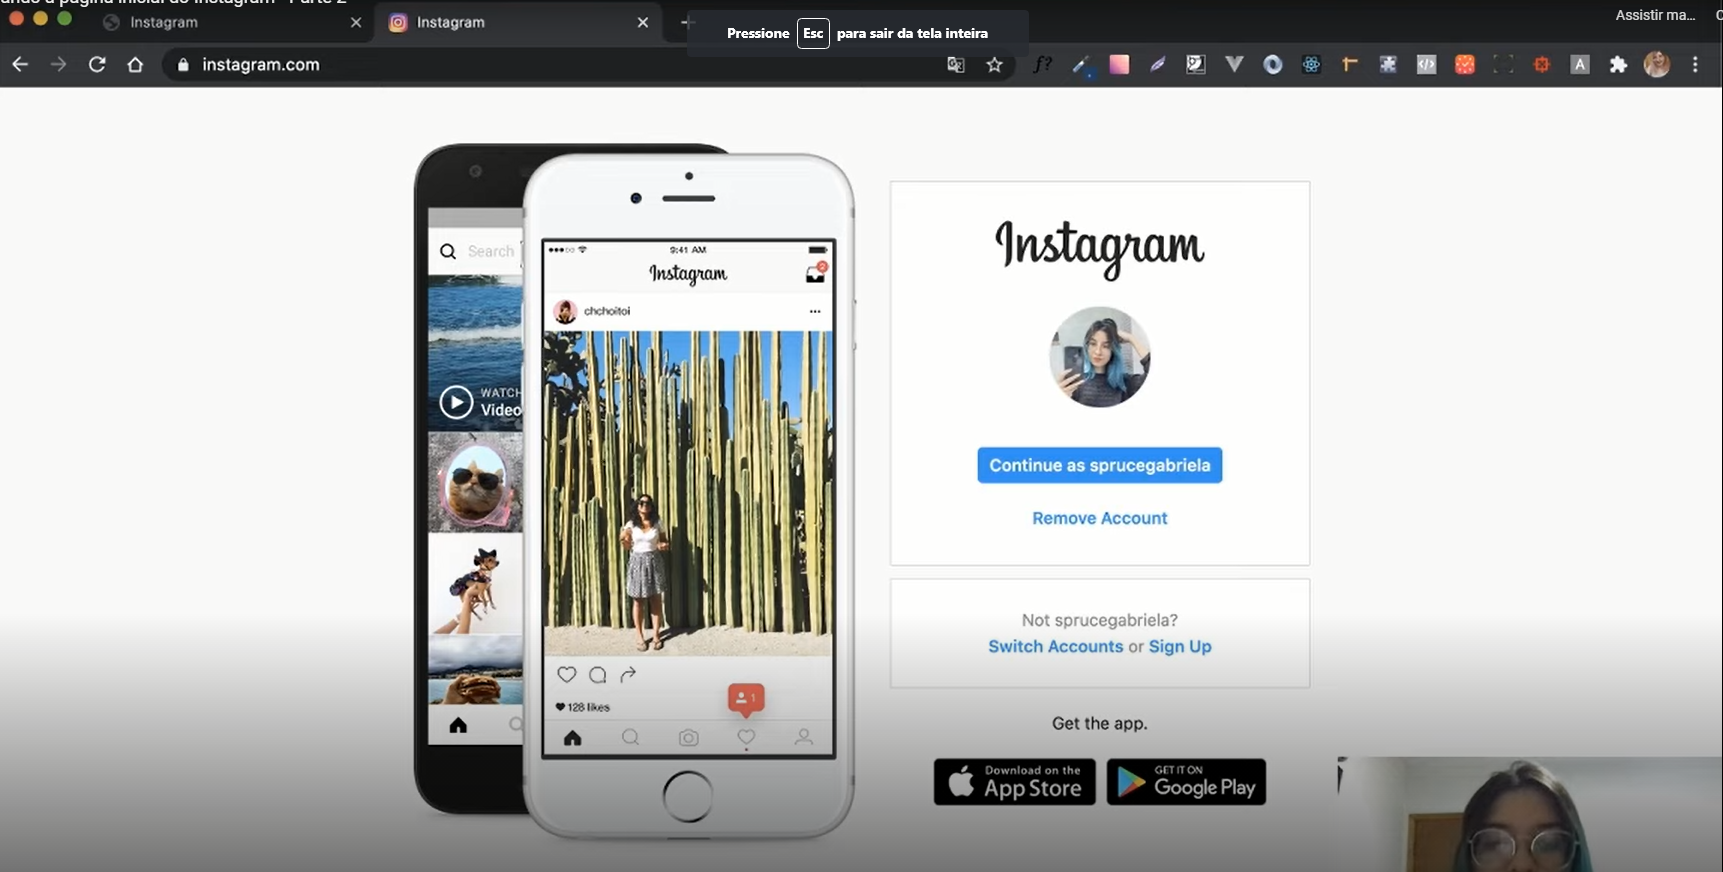 a página inicial do Instagram - Parte 2
Instagram
Instagram
Pressione Esc para sair da tela inteira
Assistir ma...
instagram.com
f?
A
Search
WATCH
Video
9:41 AM
Instagram
2
chchoitoi
1
128 likes
Instagram
Continue as sprucegabriela
Remove Account
Not sprucegabriela?
Switch Accounts or Sign Up
Get the app.
Download on the
App Store
GET IT ON
Google Play